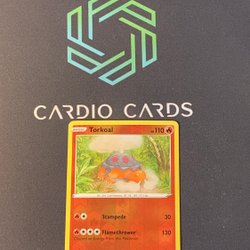 CARDIO CARDS
Torkoal HP 110
Stampede 30
Flamethrower 130